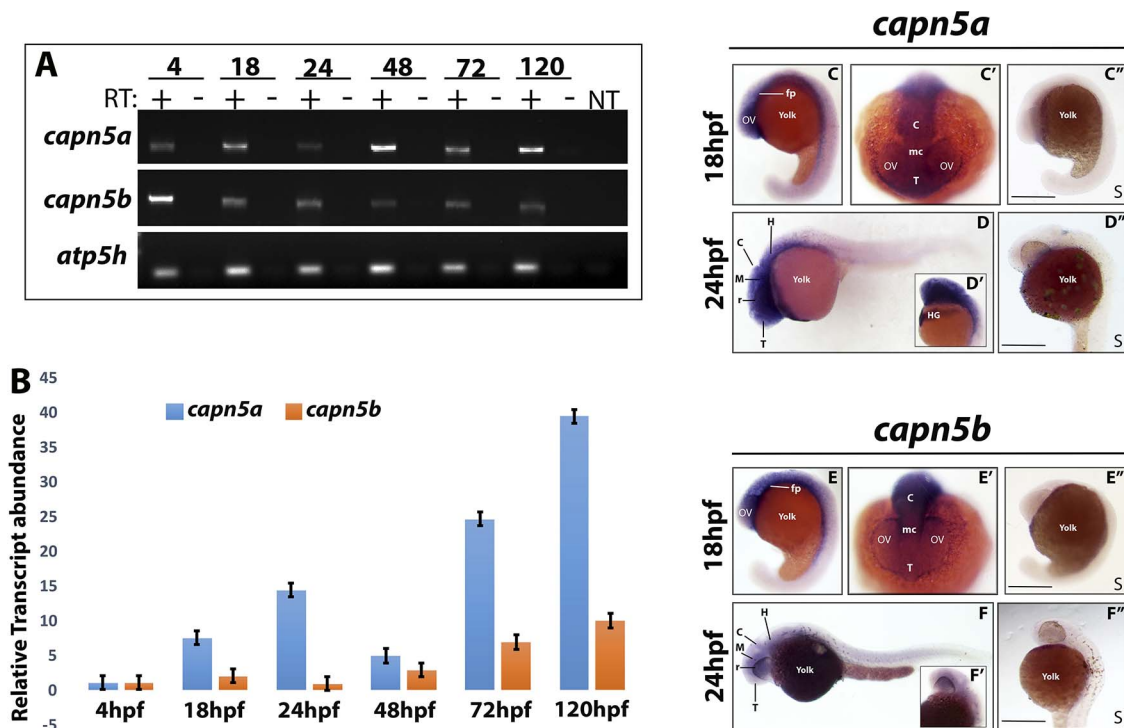 A
4 18 24 48 72 120
RT: + - + - + - + - + - + - NT
capn5a
capn5b
atp5h
B
45
40
35
30
25
20
15
10
5
0
-5
Relative Transcript abundance
capn5a capn5b
4hpf 18hpf 24hpf 48hpf 72hpf 120hpf
capn5a
18hpf
C
fp
OV
Yolk
C'
C
mc
OV OV
T
C"
Yolk
S
24hpf
D
H
C
M
r
T
Yolk
D'
HG
D"
Yolk
S
capn5b
18hpf
E
fp
OV
Yolk
E'
C
mc
OV OV
T
E"
Yolk
S
24hpf
F
H
C
M
r
T
Yolk
F'
F"
Yolk
S